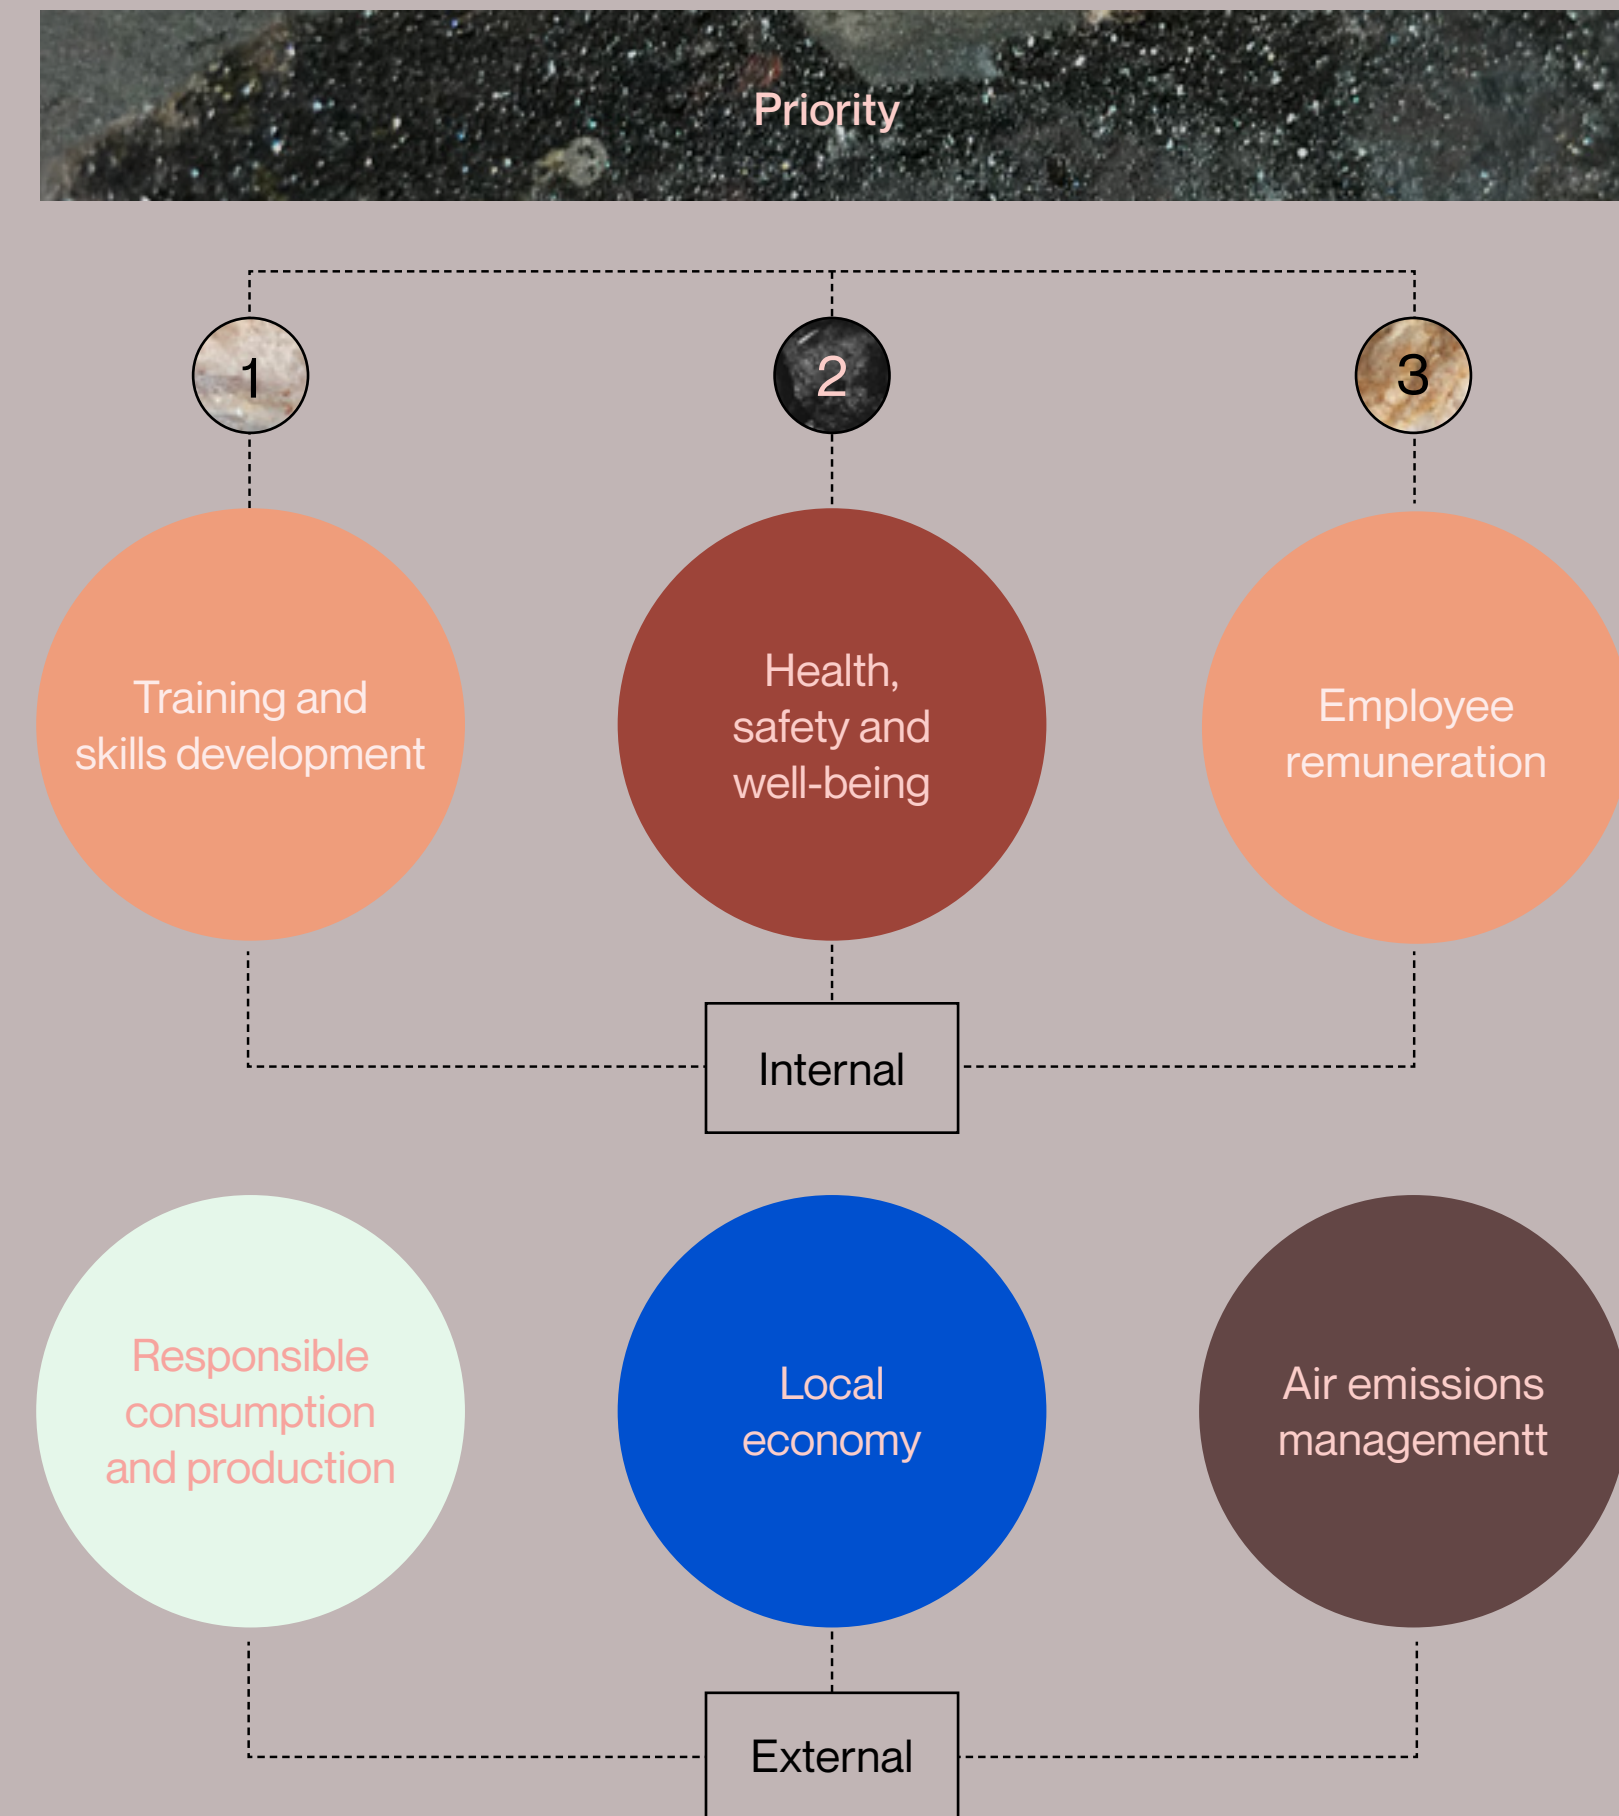 Priority
1
2
3
Training and
skills development
Health,
safety and
well-being
Employee
remuneration
Internal
Responsible
consumption
and production
Local
economy
Air emissions
managementt
External